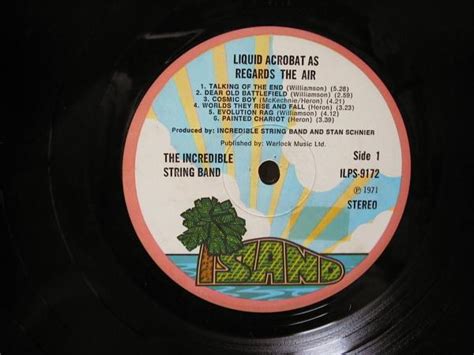 LIQUID ACROBAT AS
REGARDS THE AIR
1. TALKING OF THE END (Williamson) (5.28)
2. DEAR OLD BATTLEFIELD (Williamson) (2.59)
3. COSMIC BOY (McKechnie/Heron) (4.21)
4. WORLDS THEY RISE AND FALL (Heron) (3.23)
5. EVOLUTION RAG (Williamson) (4.12)
6. PAINTED CHARIOT (Heron) (3.39)
Produced by: INCREDIBLE STRING BAND AND STAN SCHNIER
Published by: Warlock Music Ltd.
THE INCREDIBLE
STRING BAND
Side 1
ILPS-9172
℗ 1971
STEREO
ISLAND